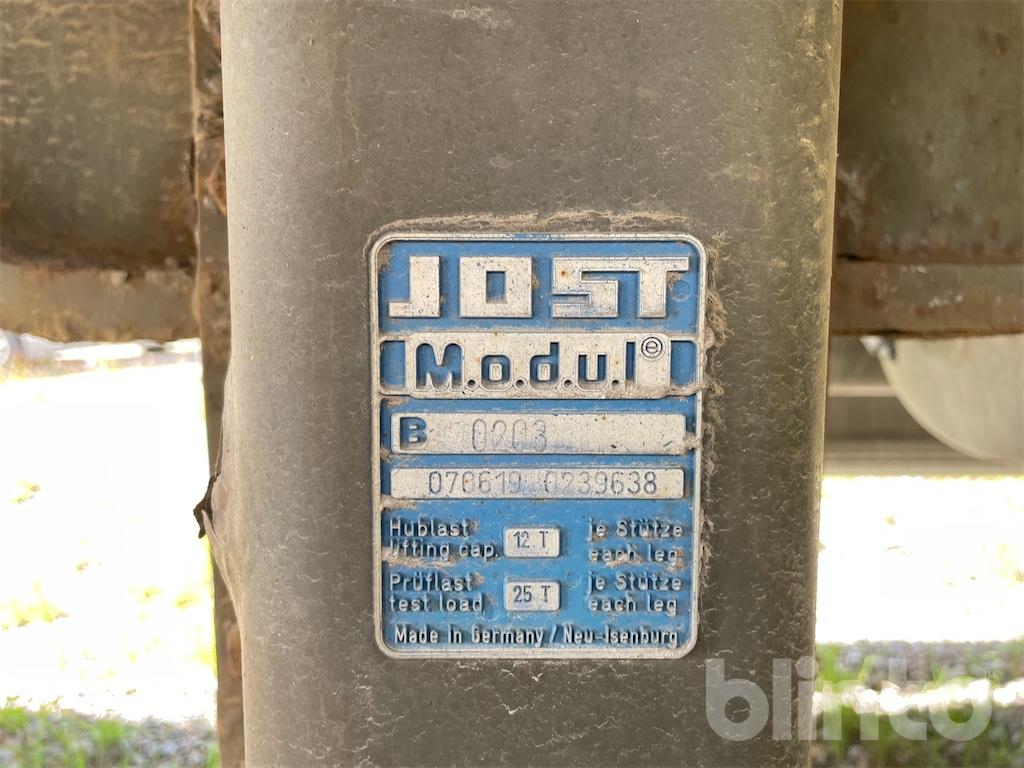 JOST
M.o.d.u.l e
B 0203
070619 0239638
Hublast
lifting cap. 12 T je Stütze
each leg
Prüflast
test load 25 T je Stütze
each leg
Made in Germany/Neu-Isenburg
blinto